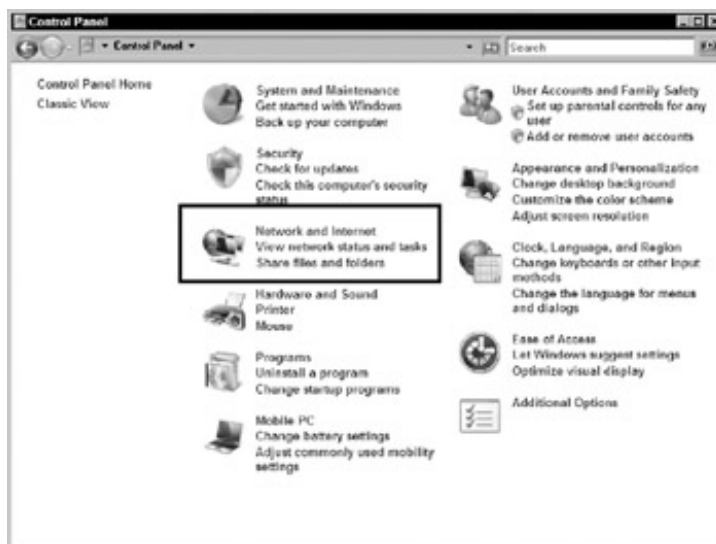 Control Panel
Control Panel
Search
Control Panel Home
Classic View
System and Maintenance
Get started with Windows
Back up your computer
Security
Check for updates
Check this computer's security
status
Network and Internet
View network status and tasks
Share files and folders
Hardware and Sound
Printer
Mouse
Programs
Uninstall a program
Change startup programs
Mobile PC
Change battery settings
Adjust commonly used mobility
settings
User Accounts and Family Safety
Set up parental controls for any
user
Add or remove user accounts
Appearance and Personalization
Change desktop background
Customize the color scheme
Adjust screen resolution
Clock, Language, and Region
Change keyboards or other input
methods
Change the language for menus
and dialogs
Ease of Access
Let Windows suggest settings
Optimize visual display
Additional Options